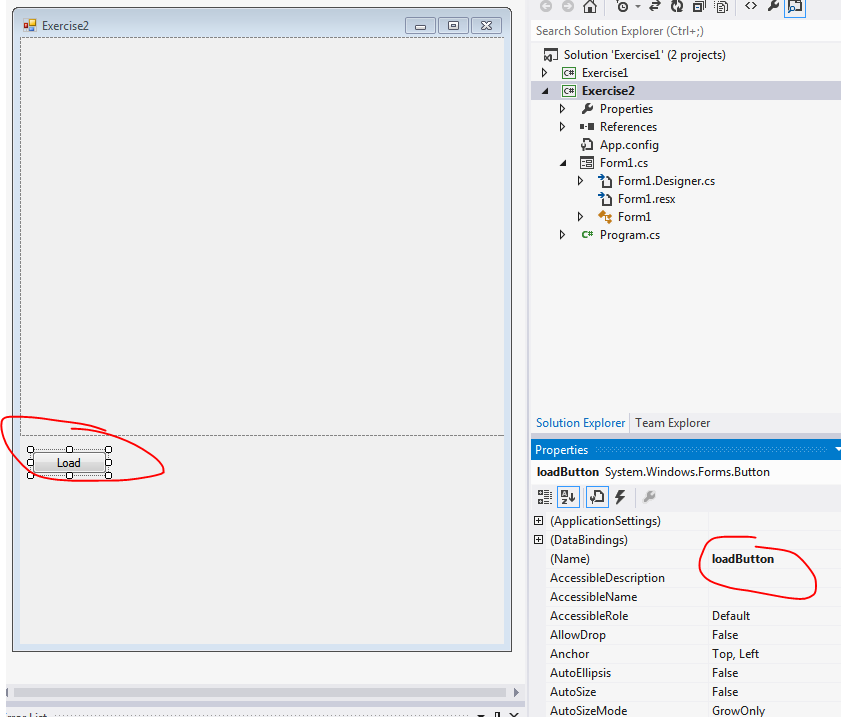 Exercise2
Load
Search Solution Explorer (Ctrl+;)
Solution 'Exercise1' (2 projects)
C# Exercise1
C# Exercise2
Properties
References
App.config
Form1.cs
Form1.Designer.cs
Form1.resx
Form1
C# Program.cs
Solution Explorer Team Explorer
Properties
loadButton System.Windows.Forms.Button
(ApplicationSettings)
(DataBindings)
(Name) loadButton
AccessibleDescription
AccessibleName
AccessibleRole Default
AllowDrop False
Anchor Top, Left
AutoEllipsis False
AutoSize False
AutoSizeMode GrowOnly